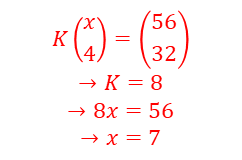 K(x 4) = (56 32)
→ K = 8
→ 8x = 56
→ x = 7